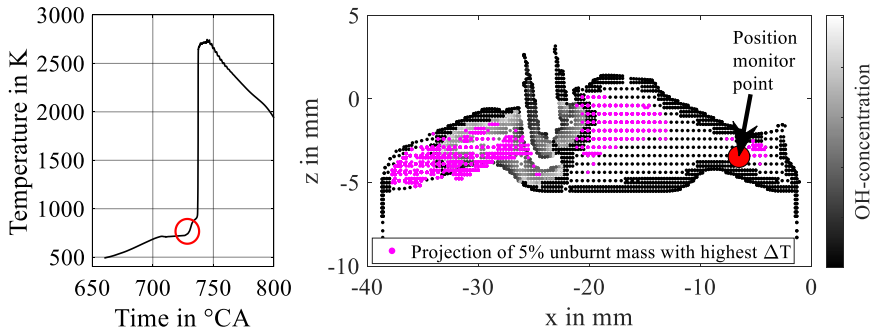 3000
2500
2000
1500
1000
500
650
700
750
800
Temperature in K
Time in °CA
5
0
-5
-10
-40
-30
-20
-10
0
z in mm
x in mm
Position
monitor
point
Projection of 5% unburnt mass with highest ΔT
OH-concentration